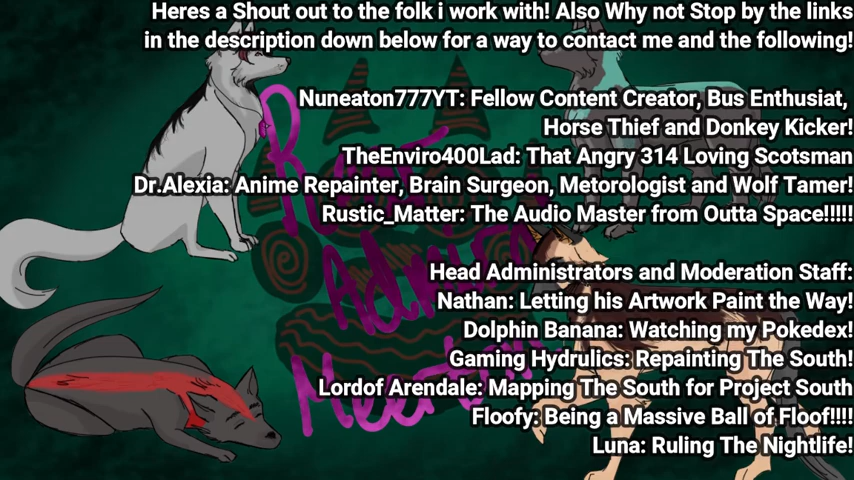 Heres a Shout out to the folk i work with! Also Why not Stop by the links
in the description down below for a way to contact me and the following!
Nuneaton777YT: Fellow Content Creator, Bus Enthusiat,
Horse Thief and Donkey Kicker!
TheEnviro400Lad: That Angry 314 Loving Scotsman
Dr.Alexia: Anime Repainter, Brain Surgeon, Metorologist and Wolf Tamer!
Rustic_Matter: The Audio Master from Outta Space!!!!!
Head Administrators and Moderation Staff:
Nathan: Letting his Artwork Paint the Way!
Dolphin Banana: Watching my Pokedex!
Gaming Hydrulics: Repainting The South!
Lordof Arendale: Mapping The South for Project South
Floofy: Being a Massive Ball of Floof!!!!
Luna: Ruling The Nightlife!